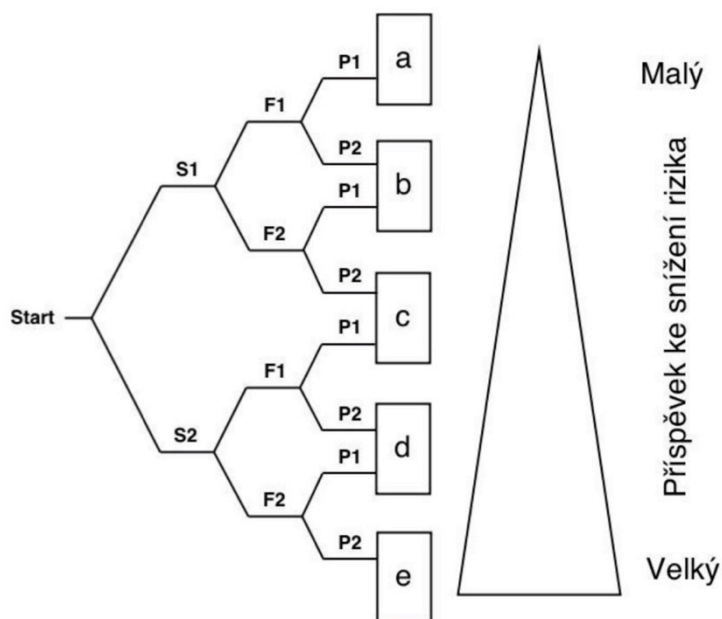 Start
S1
F1
P1
a
P2
b
F2
P1
P2
c
S2
F1
P1
P2
d
F2
P1
P2
e
Malý
Příspěvek ke snížení rizika
Velký